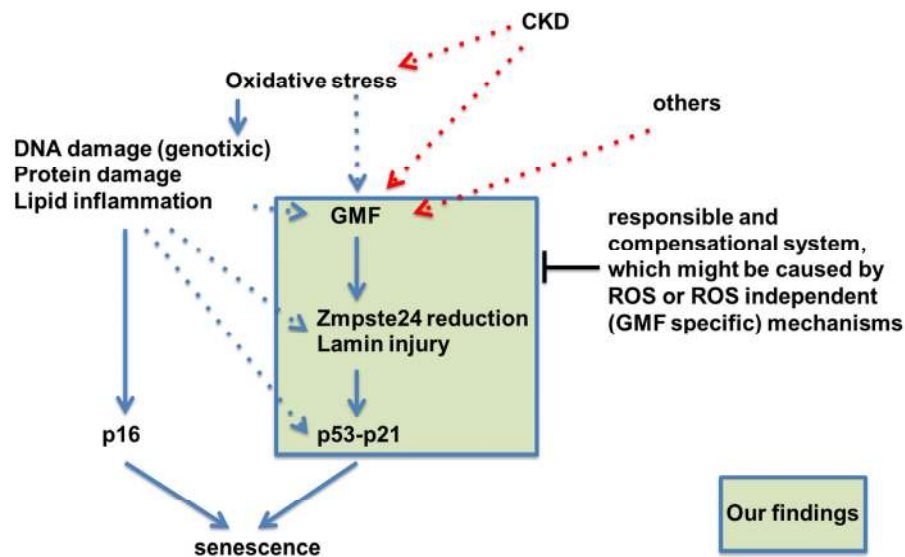 CKD
Oxidative stress
others
DNA damage (genotixic)
Protein damage
Lipid inflammation
GMF
responsible and
compensational system,
which might be caused by
ROS or ROS independent
(GMF specific) mechanisms
Zmpste24 reduction
Lamin injury
p16
p53-p21
Our findings
senescence